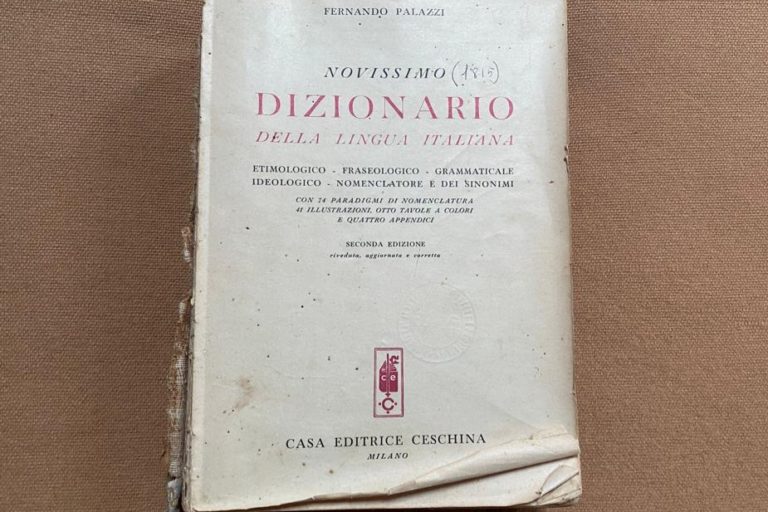 FERNANDO PALAZZI
NOVISSIMO (1815)
DIZIONARIO
DELLA LINGUA ITALIANA
ETIMOLOGICO - FRASEOLOGICO - GRAMMATICALE
IDEOLOGICO - NOMENCLATORE E DEI SINONIMI
CON 74 PARADIGMI DI NOMENCLATURA
41 ILLUSTRAZIONI, OTTO TAVOLE A COLORI
E QUATTRO APPENDICI
SECONDA EDIZIONE
riveduta, aggiornata e corretta
CASA EDITRICE CESCHINA
MILANO